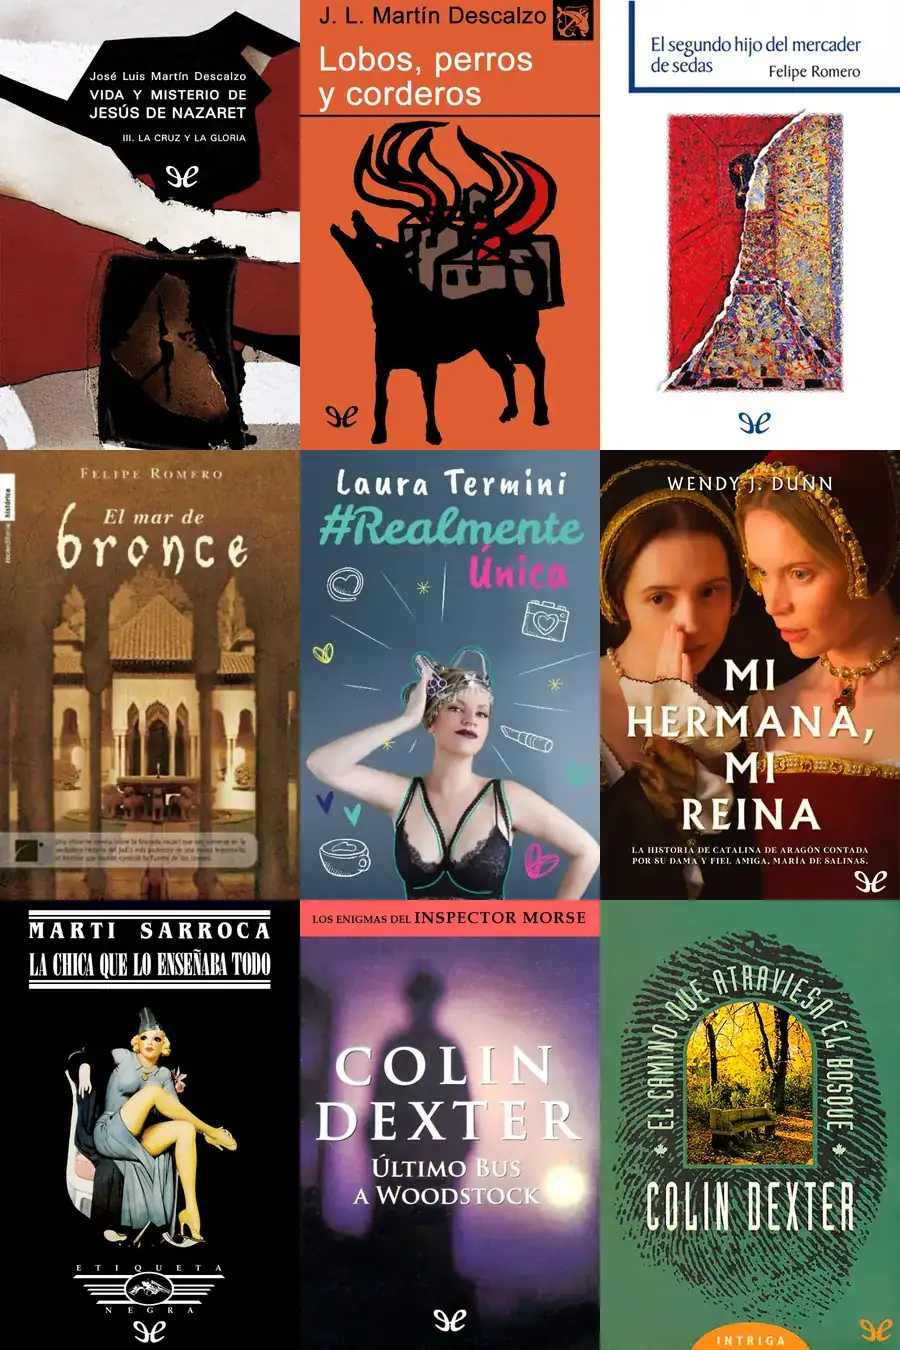 José Luis Martín Descalzo
VIDA Y MISTERIO DE
JESÚS DE NAZARET
III. LA CRUZ Y LA GLORIA
J. L. Martín Descalzo
Lobos, perros
y corderos
El segundo hijo del mercader
de sedas
Felipe Romero
FELIPE ROMERO
El mar de
bronce
histórica
rocaeditorial
Laura Termini
#Realmente
Única
WENDY J. DUNN
MI
HERMANA,
MI
REINA
LA HISTORIA DE CATALINA DE ARAGÓN CONTADA
POR SU DAMA Y FIEL AMIGA, MARÍA DE SALINAS.
MARTI SARROCA
LA CHICA QUE LO ENSEÑABA TODO
ETIQUETA
NEGRA
LOS ENIGMAS DEL INSPECTOR MORSE
COLIN
DEXTER
ÚLTIMO BUS
A WOODSTOCK
EL CAMINO QUE ATRAVIESA EL BOSQUE
COLIN DEXTER
INTRIGA